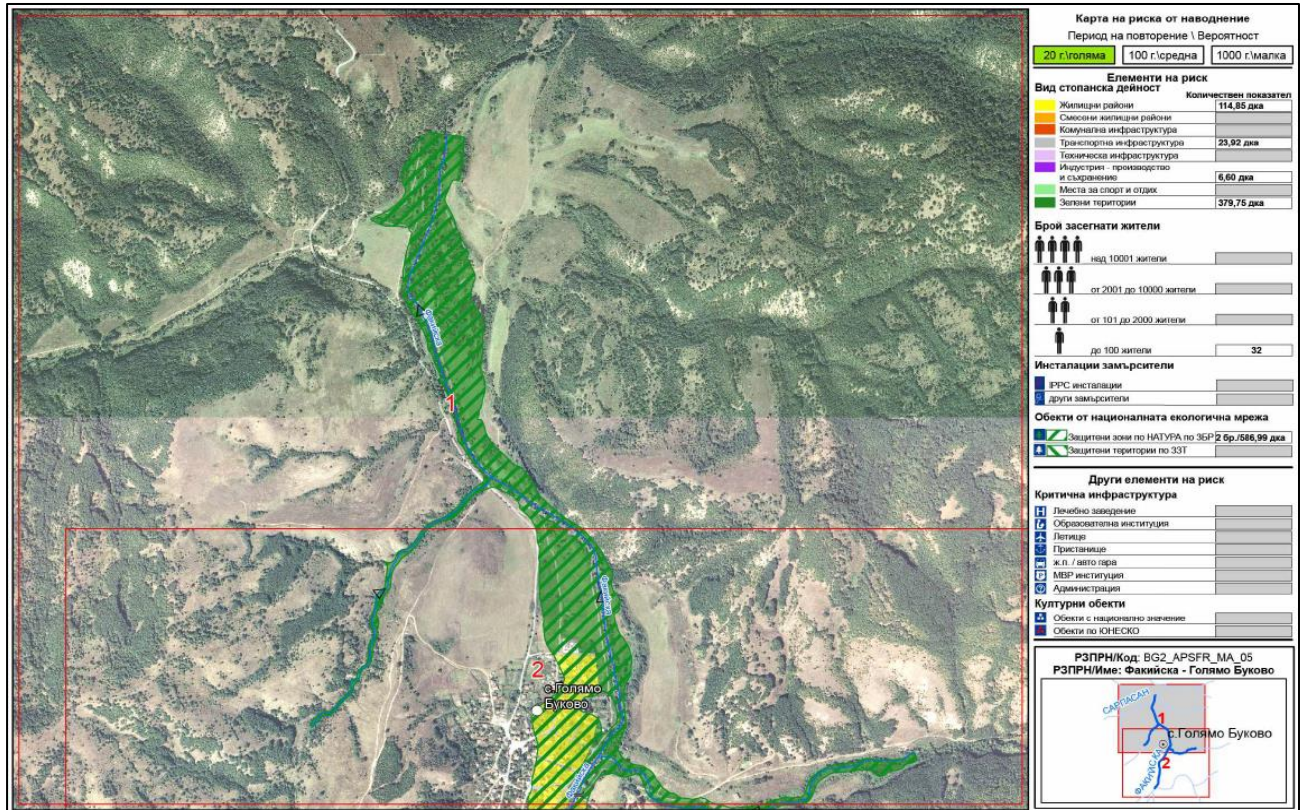 Карта на риска от наводнение
Период на повторение \ Вероятност
20 г.\голяма
100 г.\средна
1000 г.\малка
Елементи на риск
Вид стопанска дейност
Количествен показател
Жилищни райони
114,85 дка
Смесени жилищни райони
Комунална инфраструктура
Транспортна инфраструктура
23,92 дка
Техническа инфраструктура
Индустрия - производство
и съхранение
6,60 дка
Места за спорт и отдих
Зелени територии
379,75 дка
Брой засегнати жители
над 10001 жители
от 2001 до 10000 жители
от 101 до 2000 жители
до 100 жители
32
Инсталации замърсители
IPPC инсталации
други замърсители
Обекти от националната екологична мрежа
Защитени зони по НАТУРА по ЗБР
2 бр./586,99 дка
Защитени територии по ЗЗТ
Други елементи на риск
Критична инфраструктура
H Лечебно заведение
Образователна институция
Летище
Пристанище
ж.п. / авто гара
P МВР институция
Администрация
Културни обекти
Обекти с национално значение
Обекти по ЮНЕСКО
РЗПРН/Код: BG2_APSFR_MA_05
РЗПРН/Име: Факийска - Голямо Буково
САРПАСАН
1
с.Голямо Буково
2
ФАКИЙСКА
Факийска
1
Факийска
2
с.Голямо
Буково
Факийска